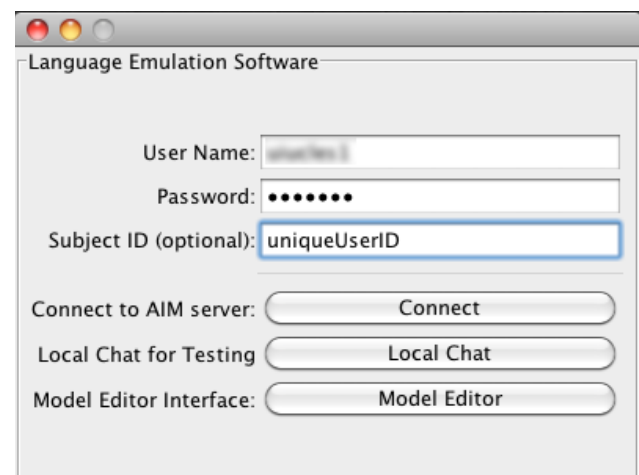 Language Emulation Software
User Name:
Password: •••••••
Subject ID (optional): uniqueUserID
Connect to AIM server: Connect
Local Chat for Testing Local Chat
Model Editor Interface: Model Editor